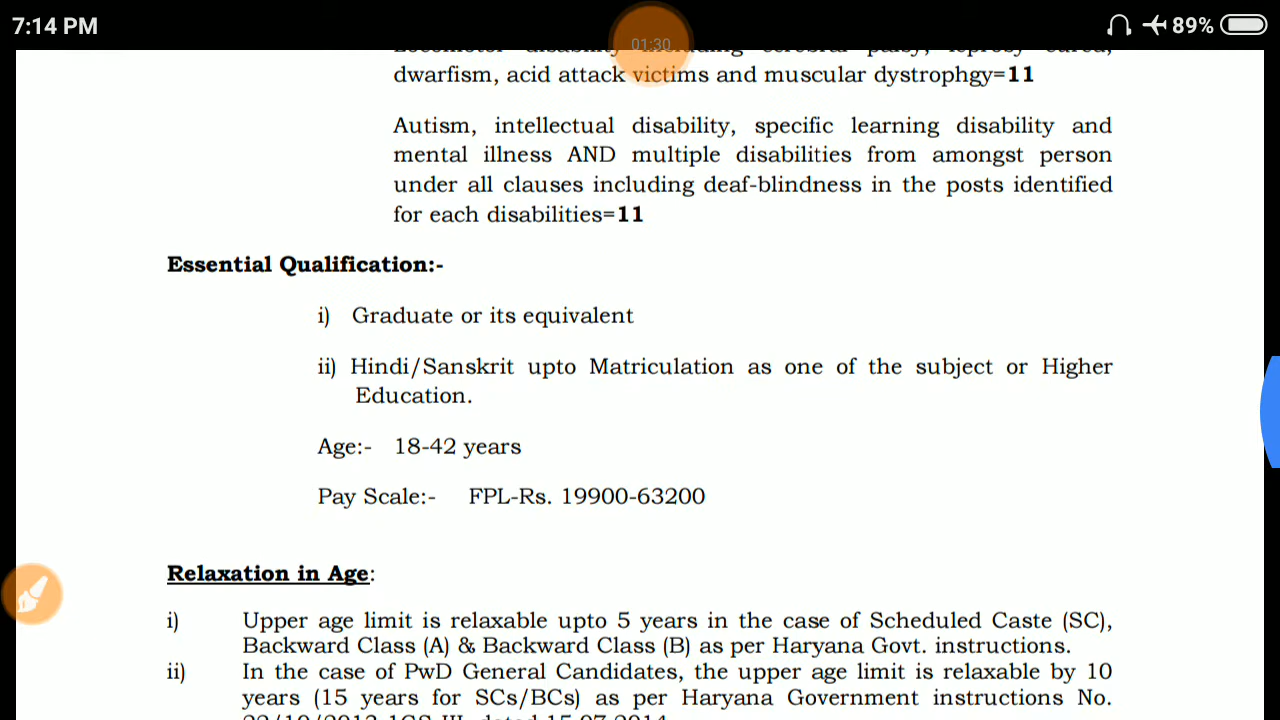 7:14 PM
89%
01:30
dwarfism, acid attack victims and muscular dystrophgy=11
Autism, intellectual disability, specific learning disability and
mental illness AND multiple disabilities from amongst person
under all clauses including deaf-blindness in the posts identified
for each disabilities=11
Essential Qualification:-
i) Graduate or its equivalent
ii) Hindi/Sanskrit upto Matriculation as one of the subject or Higher
Education.
Age:- 18-42 years
Pay Scale:- FPL-Rs. 19900-63200
Relaxation in Age:
i) Upper age limit is relaxable upto 5 years in the case of Scheduled Caste (SC),
Backward Class (A) & Backward Class (B) as per Haryana Govt. instructions.
ii) In the case of PwD General Candidates, the upper age limit is relaxable by 10
years (15 years for SCs/BCs) as per Haryana Government instructions No.